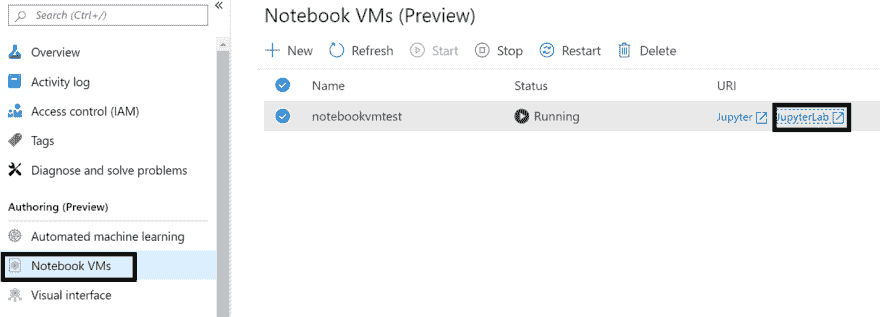 Search (Ctrl+/)
«
Overview
Activity log
Access control (IAM)
Tags
Diagnose and solve problems
Authoring (Preview)
Automated machine learning
Notebook VMs
Visual interface
Notebook VMs (Preview)
New Refresh Start Stop Restart Delete
Name Status URI
notebookvmtest Running Jupyter JupyterLab